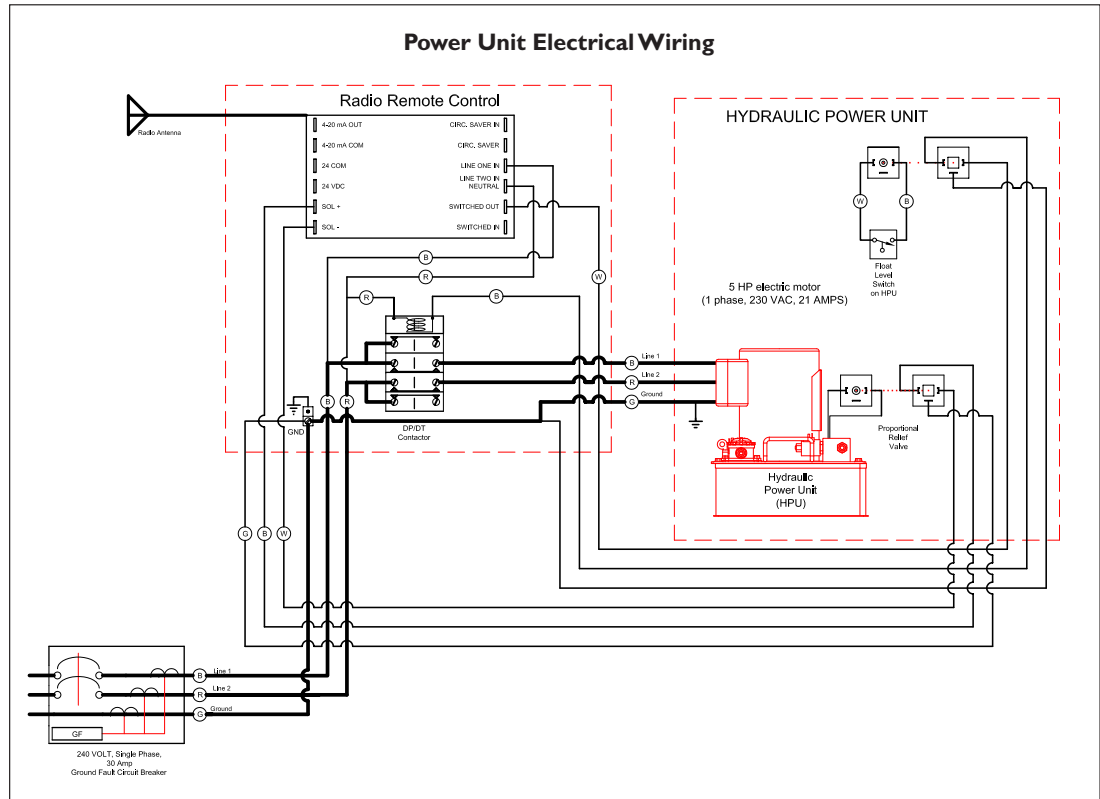 Power Unit Electrical Wiring
Radio Remote Control
Radio Antenna
4-20 mA OUT
4-20 mA COM
24 COM
24 VDC
SOL +
SOL -
CIRC. SAVER IN
CIRC. SAVER
LINE ONE IN
LINE TWO IN
NEUTRAL
SWITCHED OUT
SWITCHED IN
B
R
R
B
W
B
R
GND
DP/DT
Contactor
G
B
W
HYDRAULIC POWER UNIT
W
B
Float
Level
Switch
on HPU
5 HP electric motor
(1 phase, 230 VAC, 21 AMPS)
B
Line 1
R
Line 2
G
Ground
Proportional
Relief
Valve
Hydraulic
Power Unit
(HPU)
B
Line 1
R
Line 2
G
Ground
GF
240 VOLT, Single Phase,
30 Amp
Ground Fault Circuit Breaker